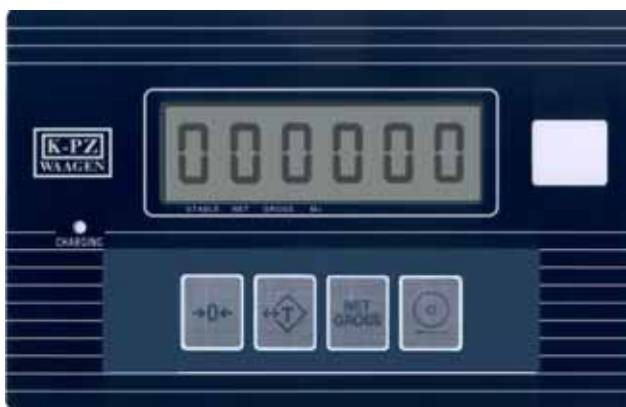 000000
K-PZ
WAAGEN
STABLE NET GROSS
CHARGING
→0← ↔T NET
GROSS